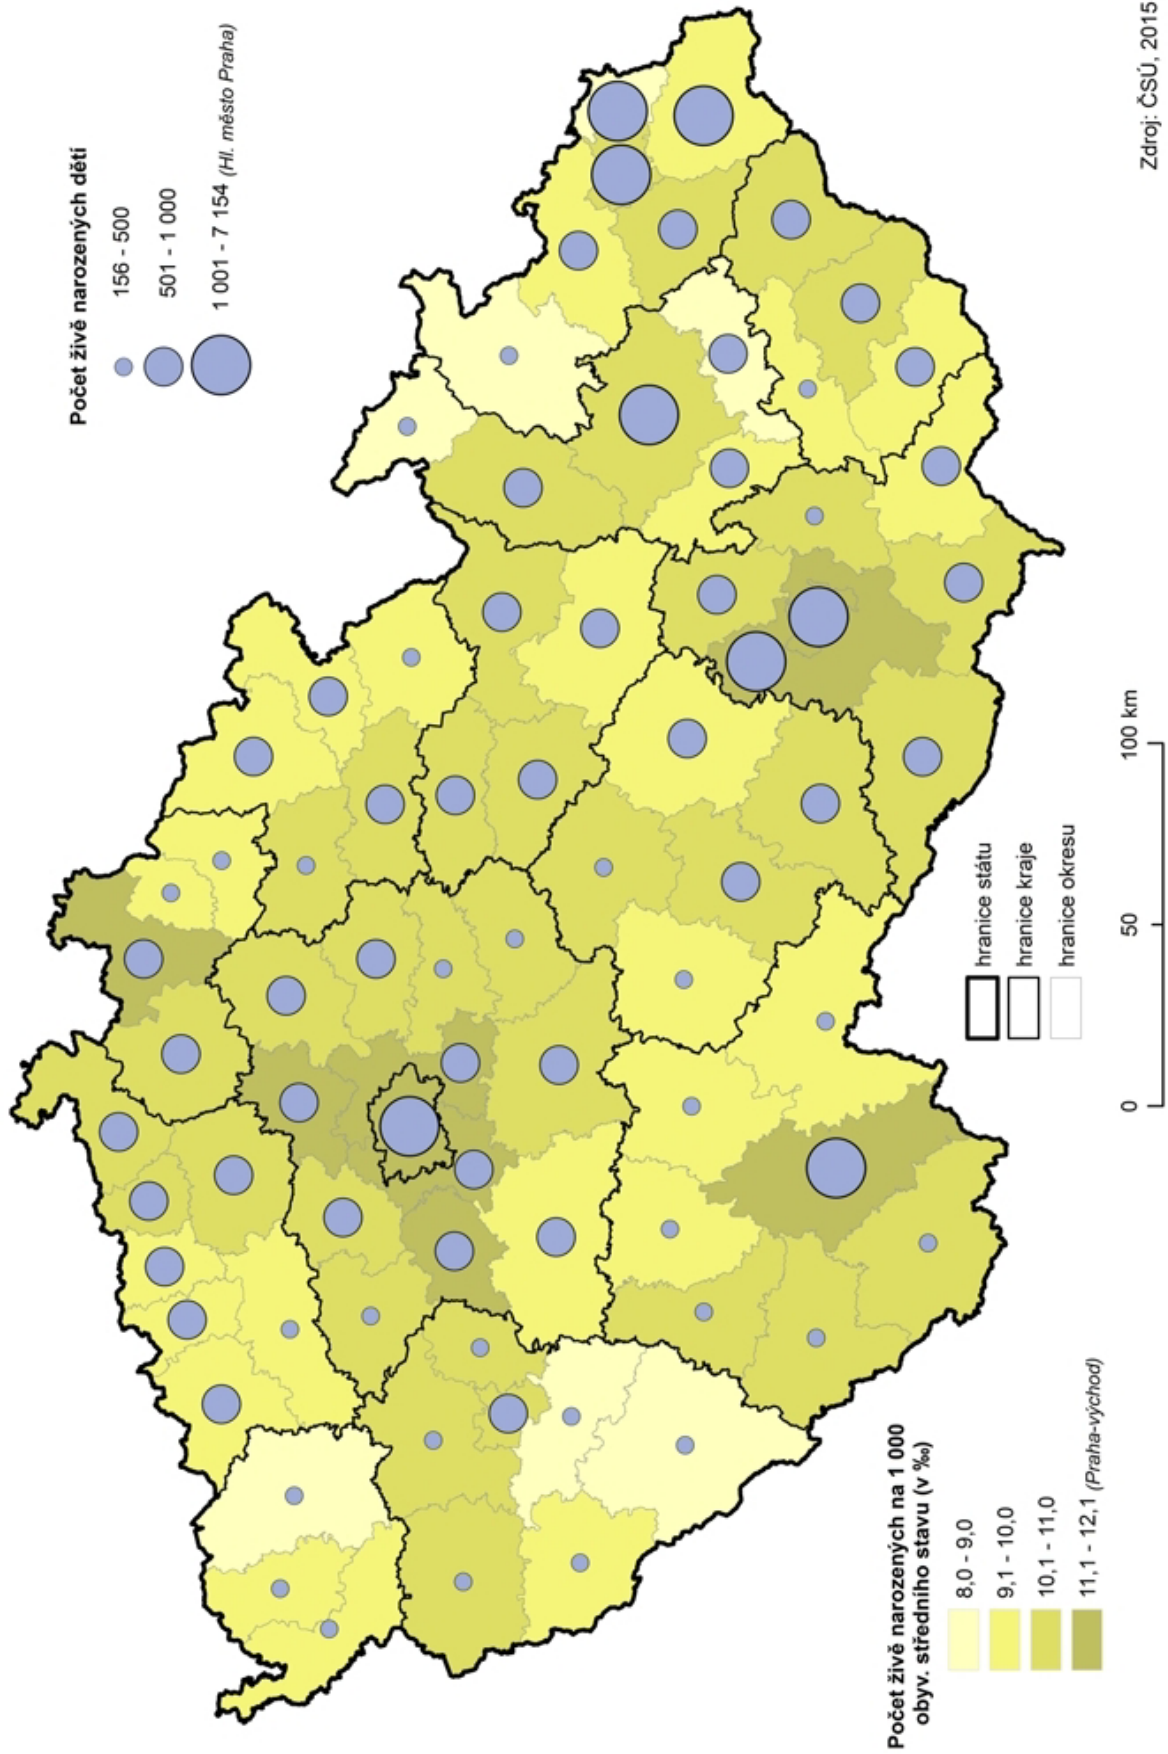 Počet živě narozených dětí
156 - 500
501 - 1 000
1 001 - 7 154 (Hl. město Praha)
Počet živě narozených na 1 000
obyv. středního stavu (v ‰)
8,0 - 9,0
9,1 - 10,0
10,1 - 11,0
11,1 - 12,1 (Praha-východ)
hranice státu
hranice kraje
hranice okresu
0 50 100 km
Zdroj: ČSÚ, 2015